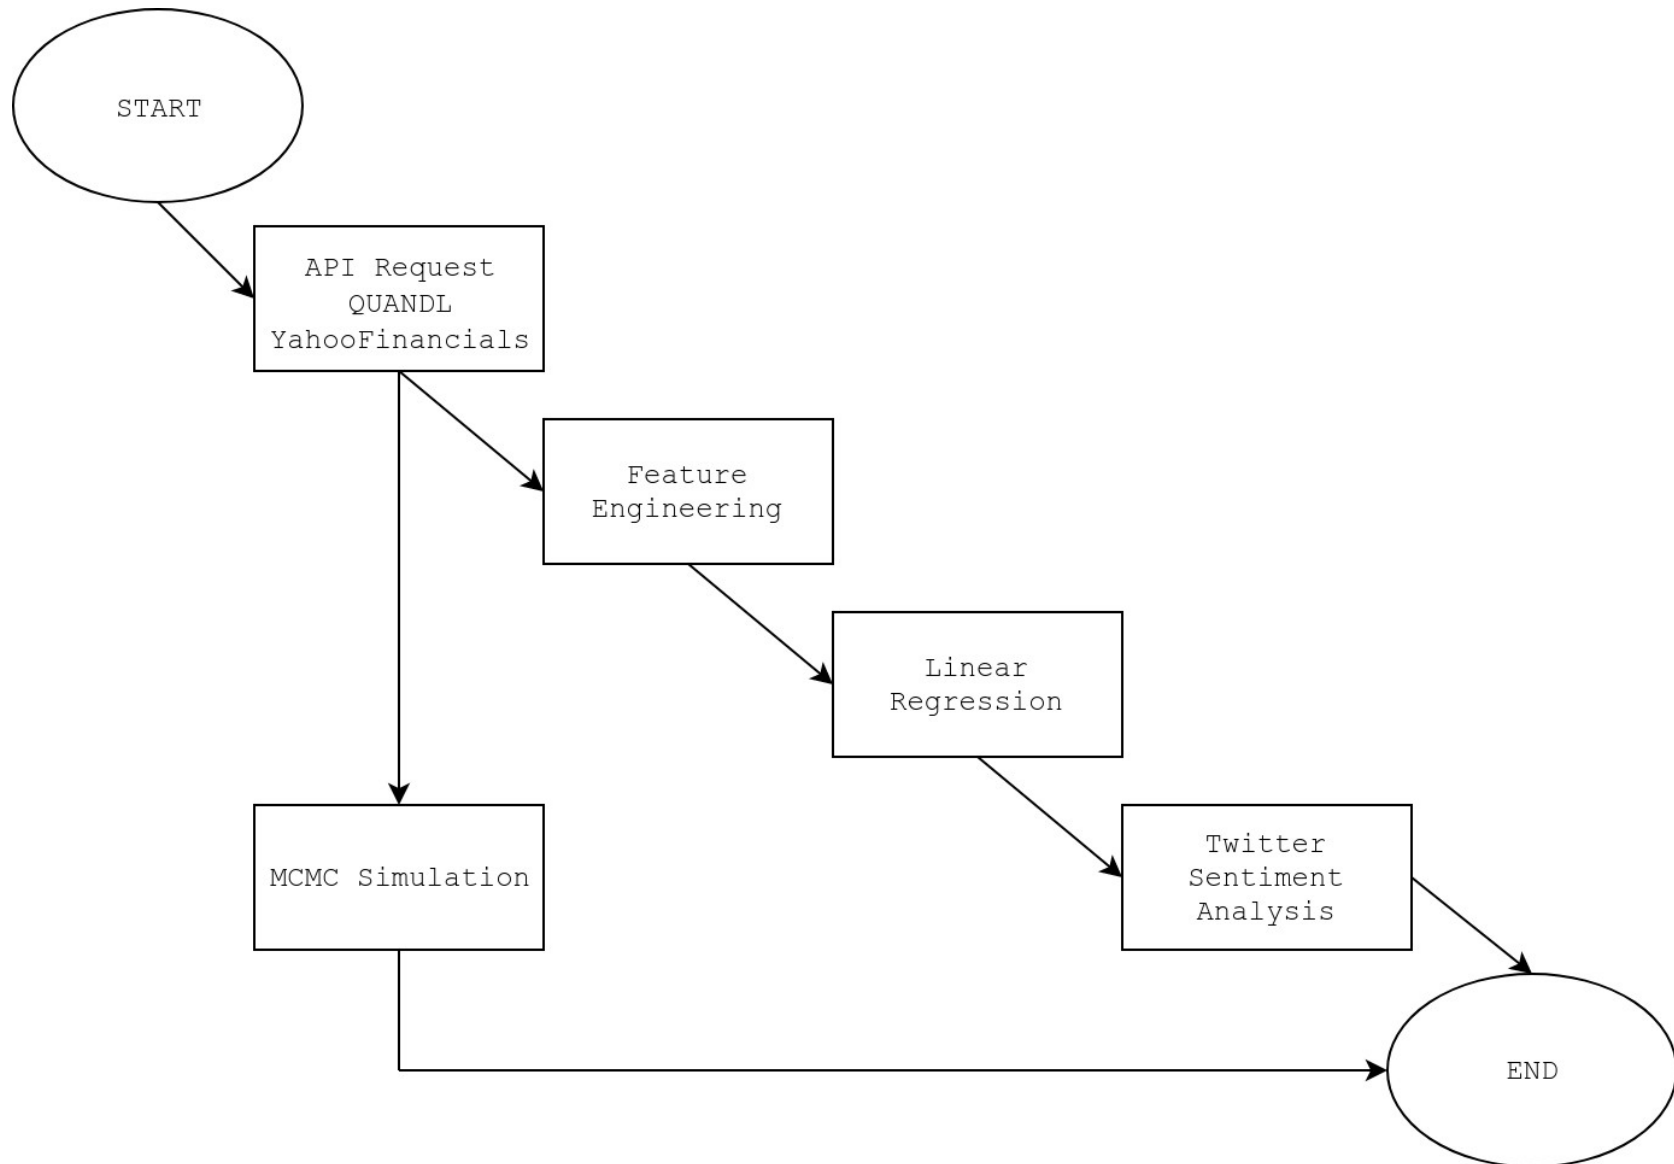 START
API Request
QUANDL
YahooFinancials
Feature
Engineering
Linear
Regression
MCMC Simulation
Twitter
Sentiment
Analysis
END